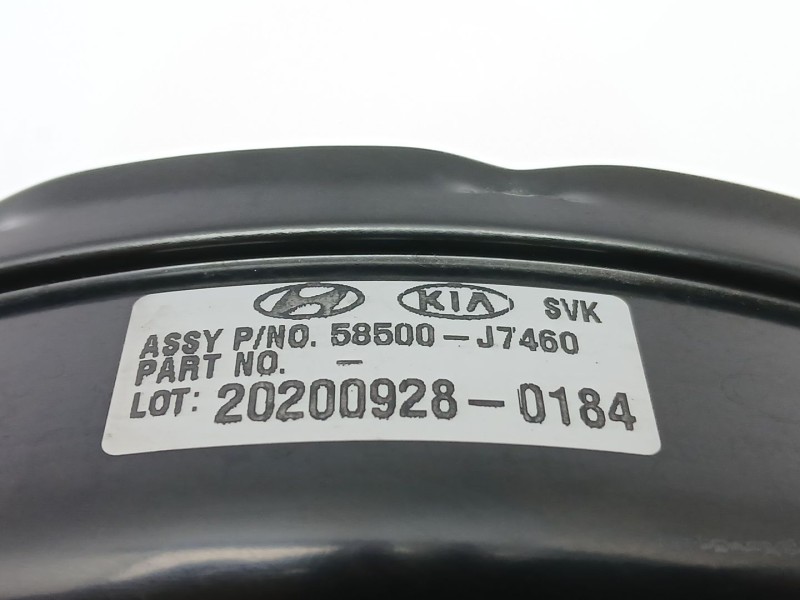 KIA SVK
ASSY P/NO. 58500-J7460
PART NO. -
LOT: 20200928-0184